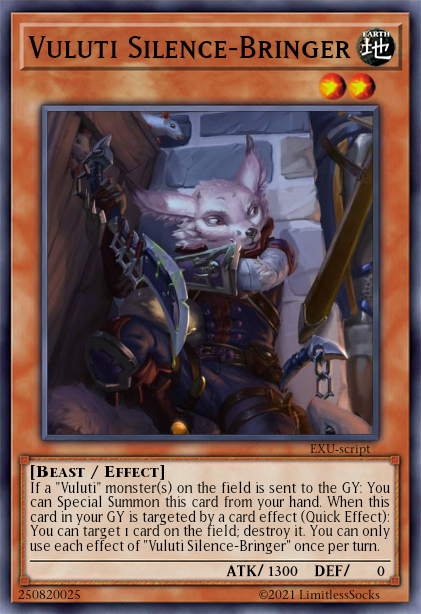 Vuluti Silence-Bringer
EARTH
地
EXU-script
[Beast / Effect]
If a "Vuluti" monster(s) on the field is sent to the GY: You
can Special Summon this card from your hand. When this
card in your GY is targeted by a card effect (Quick Effect):
You can target 1 card on the field; destroy it. You can only
use each effect of "Vuluti Silence-Bringer" once per turn.
ATK/ 1300 DEF/ 0
250820025 ©2021 LimitlessSocks